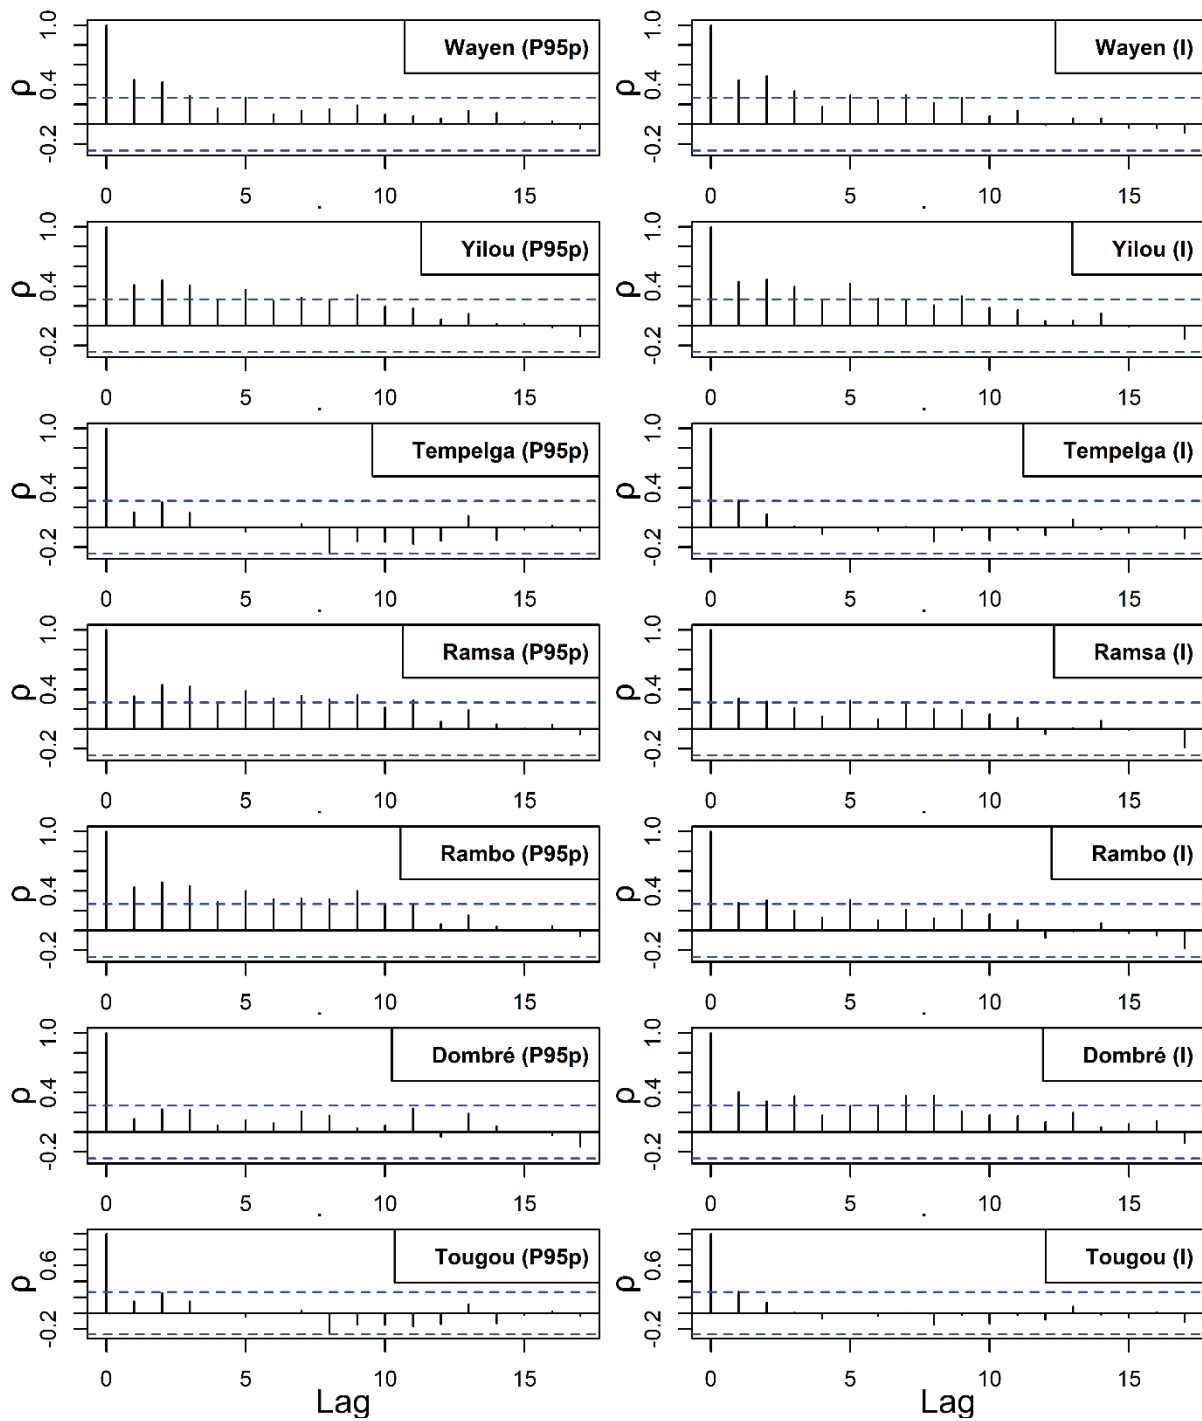 Wayen (P95p)
ρ
1.0
0.4
-0.2
0 5 10 15
Wayen (I)
ρ
1.0
0.4
-0.2
0 5 10 15
Yilou (P95p)
ρ
1.0
0.4
-0.2
0 5 10 15
Yilou (I)
ρ
1.0
0.4
-0.2
0 5 10 15
Tempelga (P95p)
ρ
1.0
0.4
-0.2
0 5 10 15
Tempelga (I)
ρ
1.0
0.4
-0.2
0 5 10 15
Ramsa (P95p)
ρ
1.0
0.4
-0.2
0 5 10 15
Ramsa (I)
ρ
1.0
0.4
-0.2
0 5 10 15
Rambo (P95p)
ρ
1.0
0.4
-0.2
0 5 10 15
Rambo (I)
ρ
1.0
0.4
-0.2
0 5 10 15
Dombré (P95p)
ρ
1.0
0.4
-0.2
0 5 10 15
Dombré (I)
ρ
1.0
0.4
-0.2
0 5 10 15
Tougou (P95p)
ρ
0.6
-0.2
0 5 10 15
Lag
Tougou (I)
ρ
0.6
-0.2
0 5 10 15
Lag